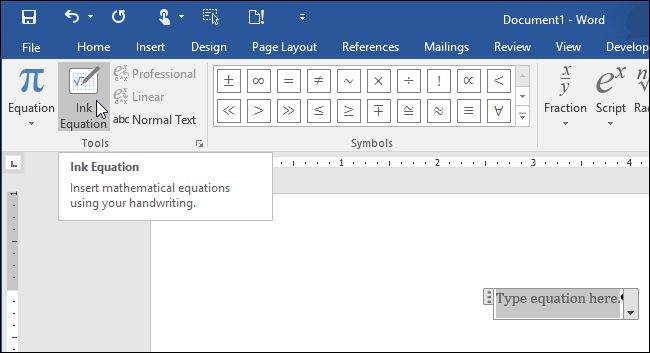 Document1 - Word
File Home Insert Design Page Layout References Mailings Review View Develop
π Equation
Ink Equation
Professional
Linear
abc Normal Text
± ∞ = ≠ ~ × ÷ ! ∝ <
≪ > ≫ ≤ ≥ ∓ ≅ ≈ ≡ ∀
x/y Fraction
eˣ Script
n√ Rad
Tools
Symbols
L
1 2 3 4
1
Ink Equation
Insert mathematical equations
using your handwriting.
Type equation here.